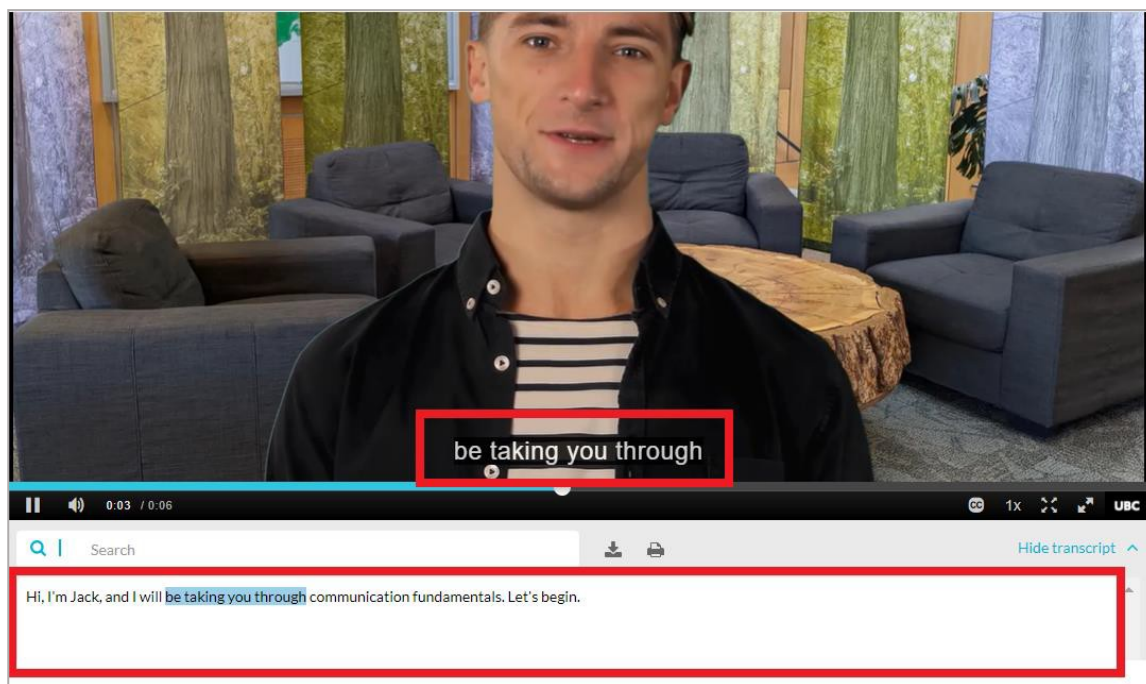 be taking you through
0:03 / 0:06
CC 1x UBC
Search
Hide transcript
Hi, I'm Jack, and I will be taking you through communication fundamentals. Let's begin.